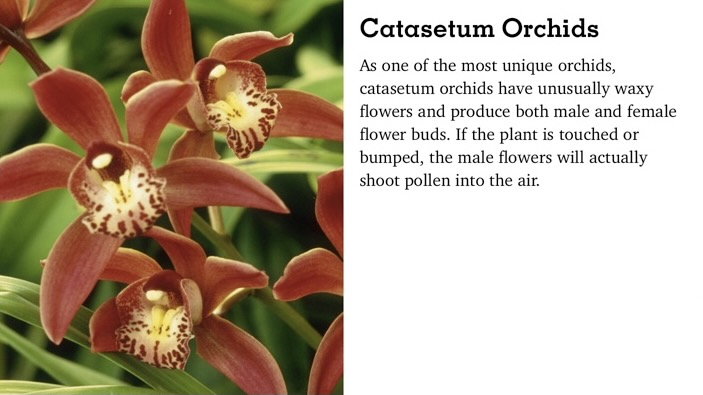 Catasetum Orchids
As one of the most unique orchids,
catasetum orchids have unusually waxy
flowers and produce both male and female
flower buds. If the plant is touched or
bumped, the male flowers will actually
shoot pollen into the air.